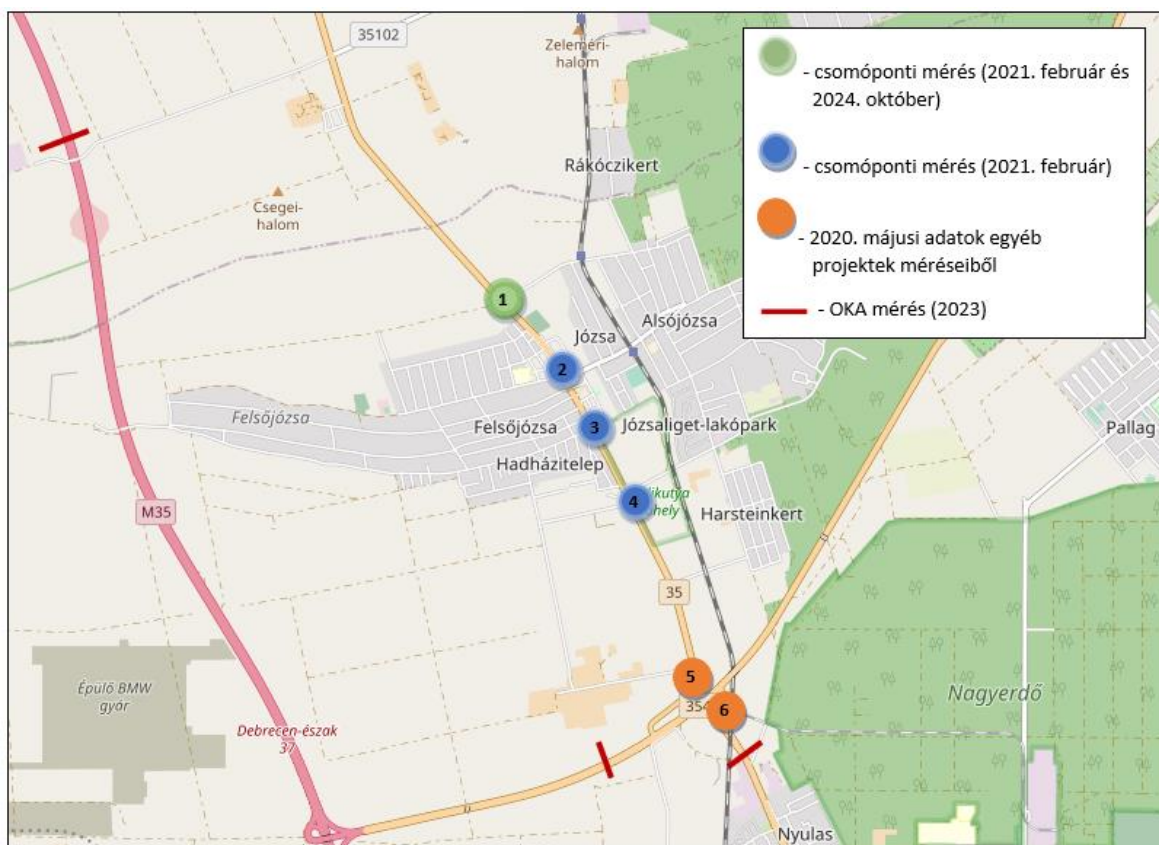 35102
Zeleméri-
halom
Rákóczikert
Csegei-
halom
1
Józsa
Alsójózsa
2
Felsőjózsa
Felsőjózsa
3
Józsaliget-lakópark
Hadházitelep
Pallag
4
hely
Harsteinkert
M35
35
5
6
Nagyerdő
Épülő BMW
gyár
Debrecen-észak
37
Nyulas
- csomóponti mérés (2021. február és
2024. október)
- csomóponti mérés (2021. február)
- 2020. májusi adatok egyéb
projektek méréseiből
- OKA mérés (2023)